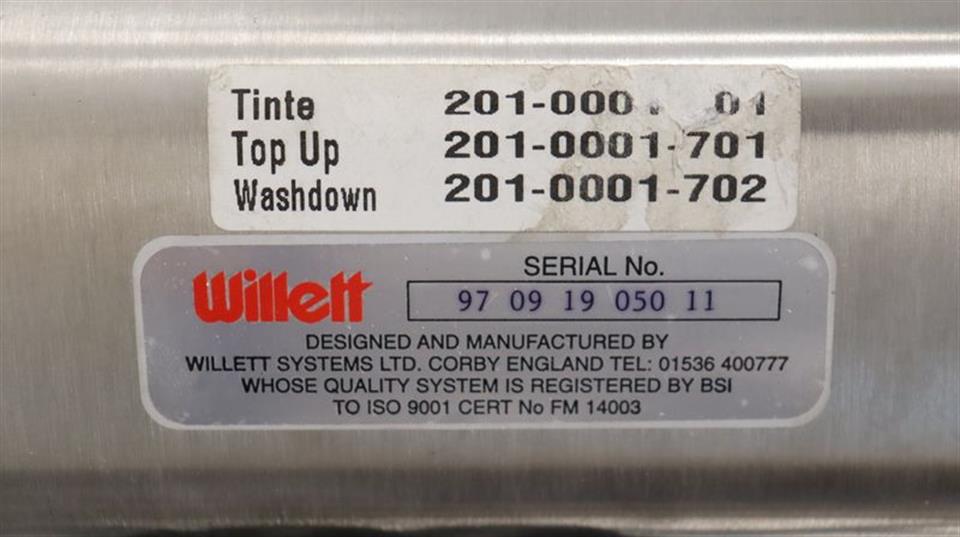 Tinte
Top Up 201-0001-701
Washdown 201-0001-702
Willett
SERIAL No.
97 09 19 050 11
DESIGNED AND MANUFACTURED BY
WILLETT SYSTEMS LTD. CORBY ENGLAND TEL: 01536 400777
WHOSE QUALITY SYSTEM IS REGISTERED BY BSI
TO ISO 9001 CERT No FM 14003